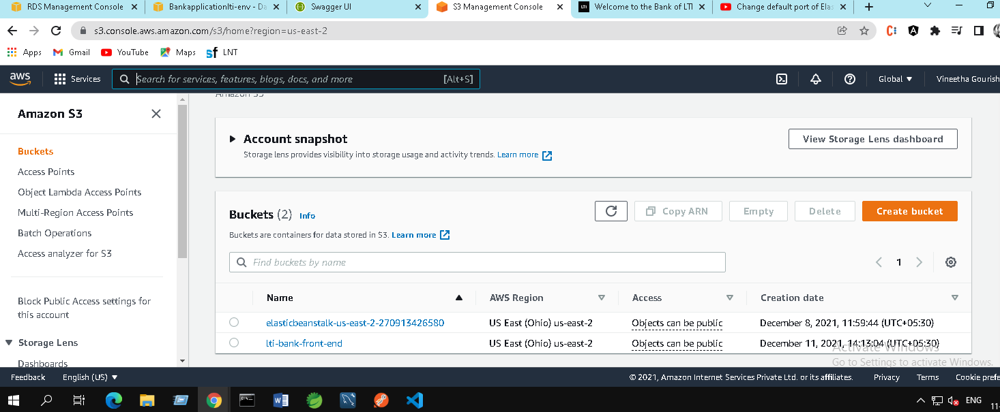 RDS Management Console
Bankapplicationlti-env - Da
Swagger UI
S3 Management Console
LTI Welcome to the Bank of LTI
Change default port of Elas
s3.console.aws.amazon.com/s3/home?region=us-east-2
Apps Gmail YouTube Maps sf LNT
aws Services Search for services, features, blogs, docs, and more [Alt+S] Global ▼ Vineetha Gourish
Amazon S3
Buckets
Access Points
Object Lambda Access Points
Multi-Region Access Points
Batch Operations
Access analyzer for S3
Block Public Access settings for
this account
Storage Lens
Dashboards
Amazon S3
Account snapshot
View Storage Lens dashboard
Storage lens provides visibility into storage usage and activity trends. Learn more
Buckets (2) Info
Copy ARN Empty Delete Create bucket
Buckets are containers for data stored in S3. Learn more
Find buckets by name
1
Name AWS Region Access Creation date
elasticbeanstalk-us-east-2-270913426580 US East (Ohio) us-east-2 Objects can be public December 8, 2021, 11:59:44 (UTC+05:30)
lti-bank-front-end US East (Ohio) us-east-2 Objects can be public December 11, 2021, 14:13:04 (UTC+05:30)
Activate Windows
Go to Settings to activate Windows.
Feedback English (US) ▼ © 2021, Amazon Internet Services Private Ltd. or its affiliates. Privacy Terms Cookie prefe
ENG
11-